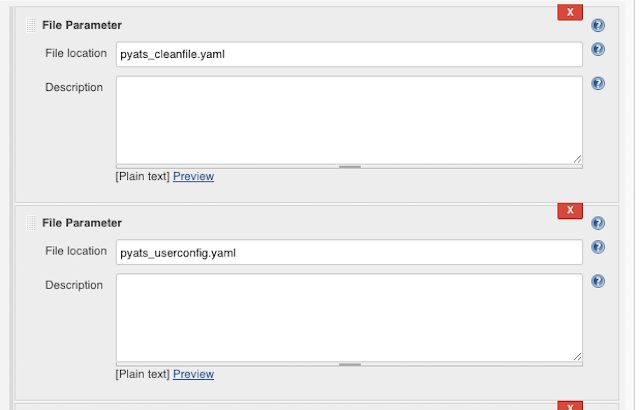 X
File Parameter
File location pyats_cleanfile.yaml
Description
[Plain text] Preview
X
File Parameter
File location pyats_userconfig.yaml
Description
[Plain text] Preview
X